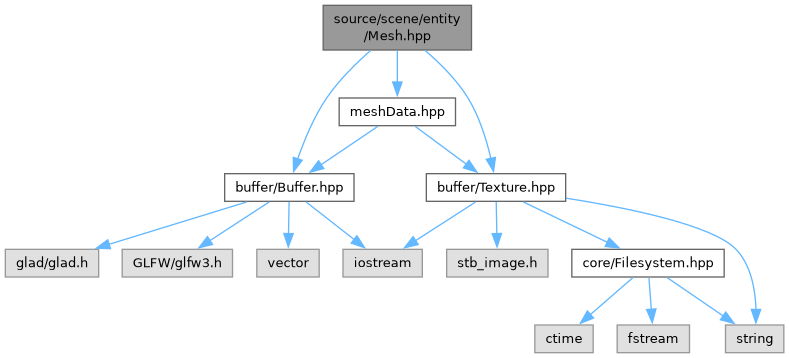 source/scene/entity
/Mesh.hpp
meshData.hpp
buffer/Buffer.hpp
buffer/Texture.hpp
glad/glad.h
GLFW/glfw3.h
vector
iostream
stb_image.h
core/Filesystem.hpp
ctime
fstream
string